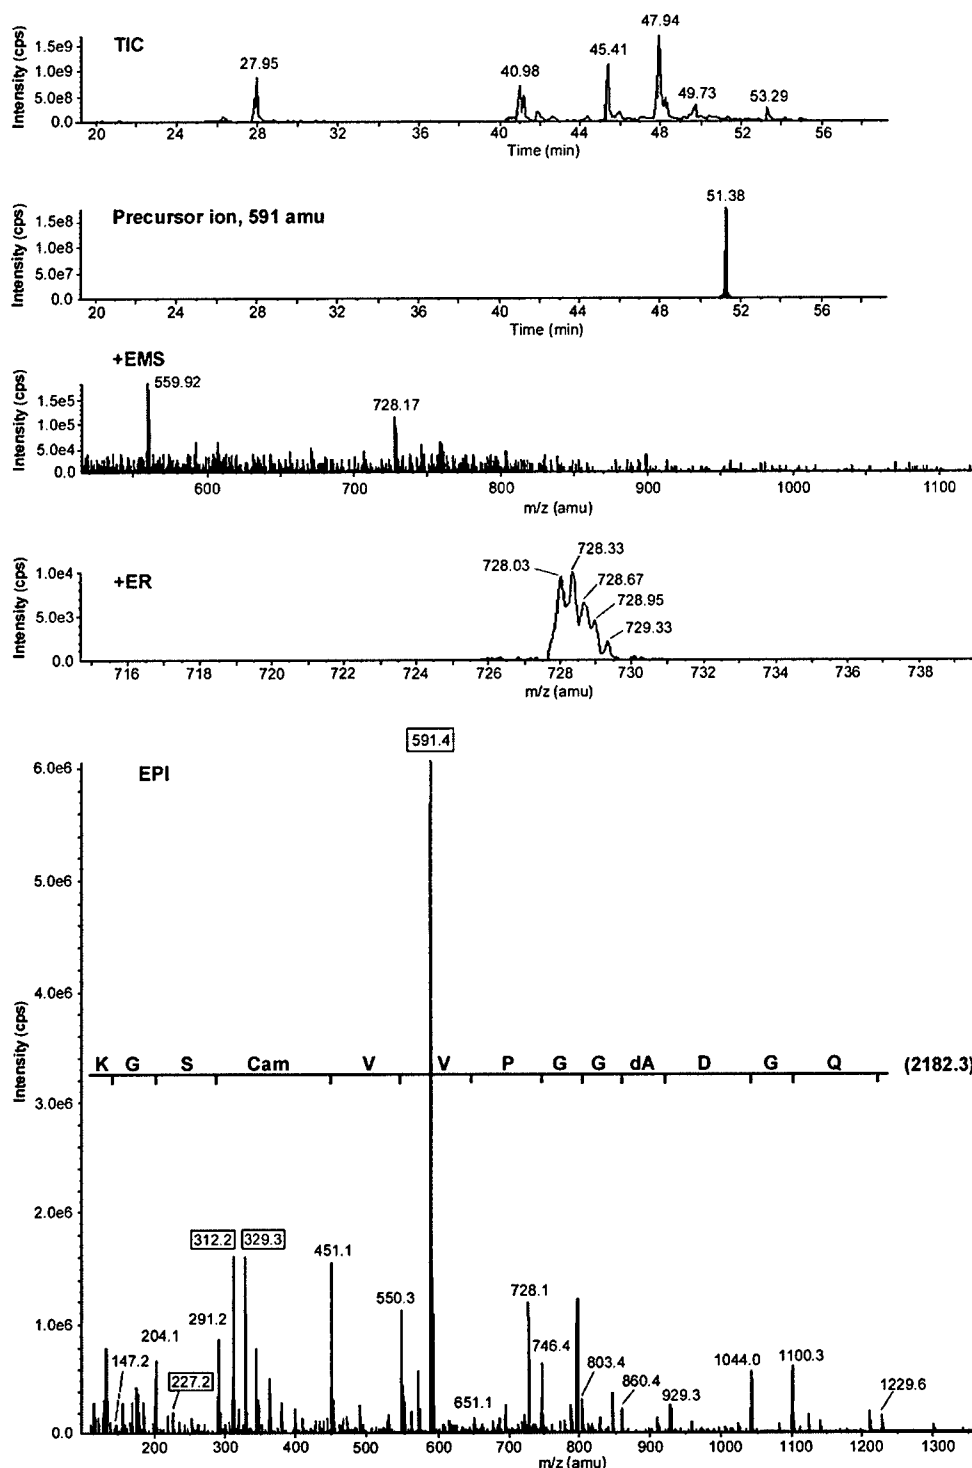 TIC
Intensity (cps)
1.5e9
1.0e9
5.0e8
0.0
27.95
40.98
45.41
47.94
49.73
53.29
20 24 28 32 36 40 44 48 52 56
Time (min)
Precursor ion, 591 amu
Intensity (cps)
1.5e8
1.0e8
5.0e7
0.0
51.38
20 24 28 32 36 40 44 48 52 56
Time (min)
+EMS
Intensity (cps)
1.5e5
1.0e5
5.0e4
0.0
559.92
728.17
600 700 800 900 1000 1100
m/z (amu)
+ER
Intensity (cps)
1.0e4
5.0e3
0.0
728.03
728.33
728.67
728.95
729.33
716 718 720 722 724 726 728 730 732 734 736 738
m/z (amu)
EPI
Intensity (cps)
6.0e6
5.0e6
4.0e6
3.0e6
2.0e6
1.0e6
0.0
591.4
K G S Cam V V P G G dA D G Q (2182.3)
147.2
204.1
227.2
291.2
312.2
329.3
451.1
550.3
651.1
728.1
746.4
803.4
860.4
929.3
1044.0
1100.3
1229.6
200 300 400 500 600 700 800 900 1000 1100 1200 1300
m/z (amu)